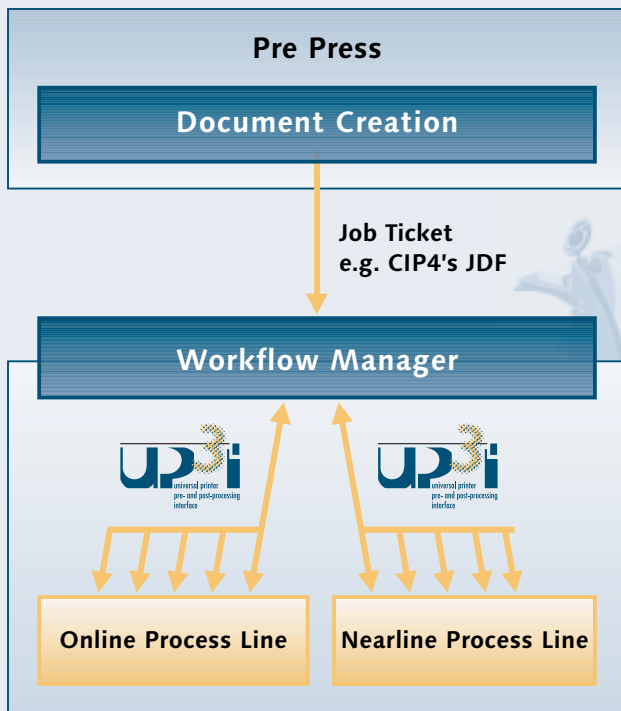 Pre Press
Document Creation
Job Ticket
e.g. CIP4's JDF
Workflow Manager
UP3i
universal printer
pre- and post-processing
interface
UP3i
universal printer
pre- and post-processing
interface
Online Process Line
Nearline Process Line